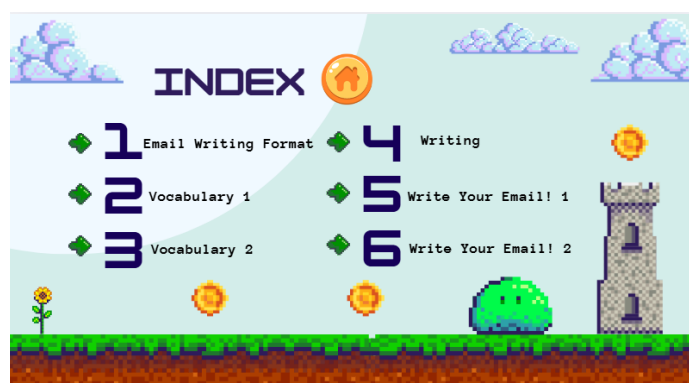 INDEX
1 Email Writing Format
2 Vocabulary 1
3 Vocabulary 2
4 Writing
5 Write Your Email! 1
6 Write Your Email! 2